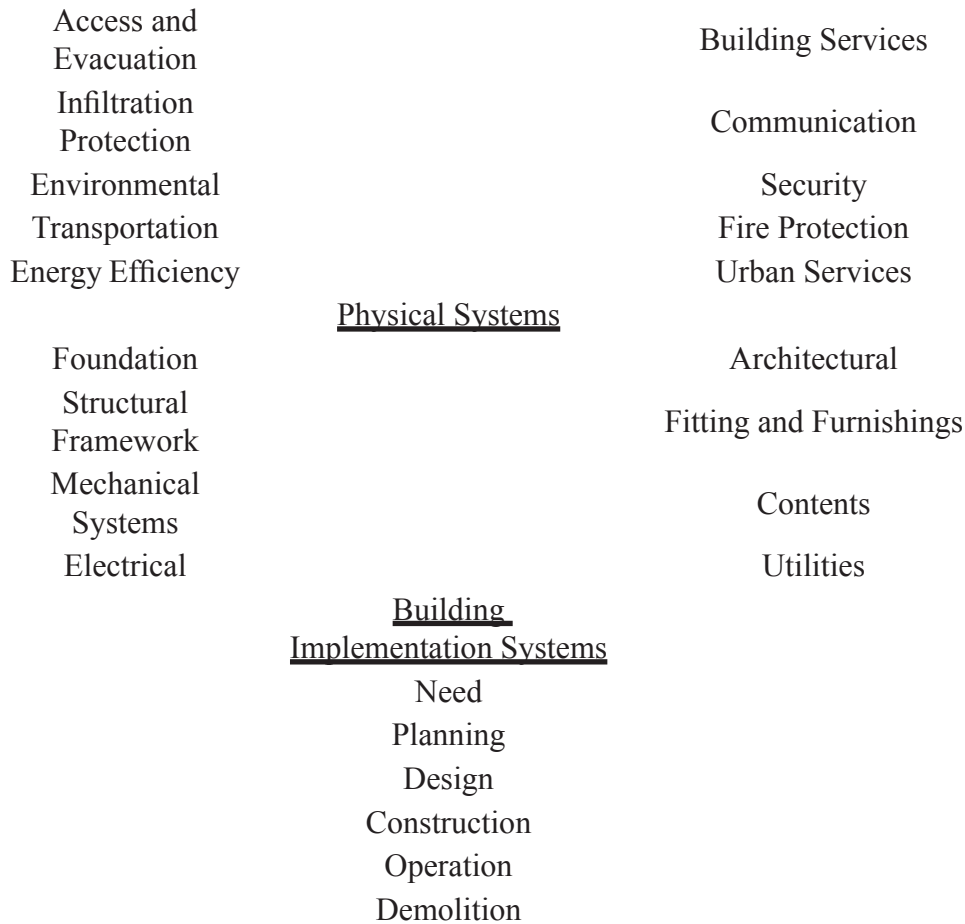 Access and
Evacuation
Building Services
Infiltration
Protection
Communication
Environmental
Security
Transportation
Fire Protection
Energy Efficiency
Urban Services
Physical Systems
Foundation
Architectural
Structural
Framework
Fitting and Furnishings
Mechanical
Systems
Contents
Electrical
Utilities
Building
Implementation Systems
Need
Planning
Design
Construction
Operation
Demolition